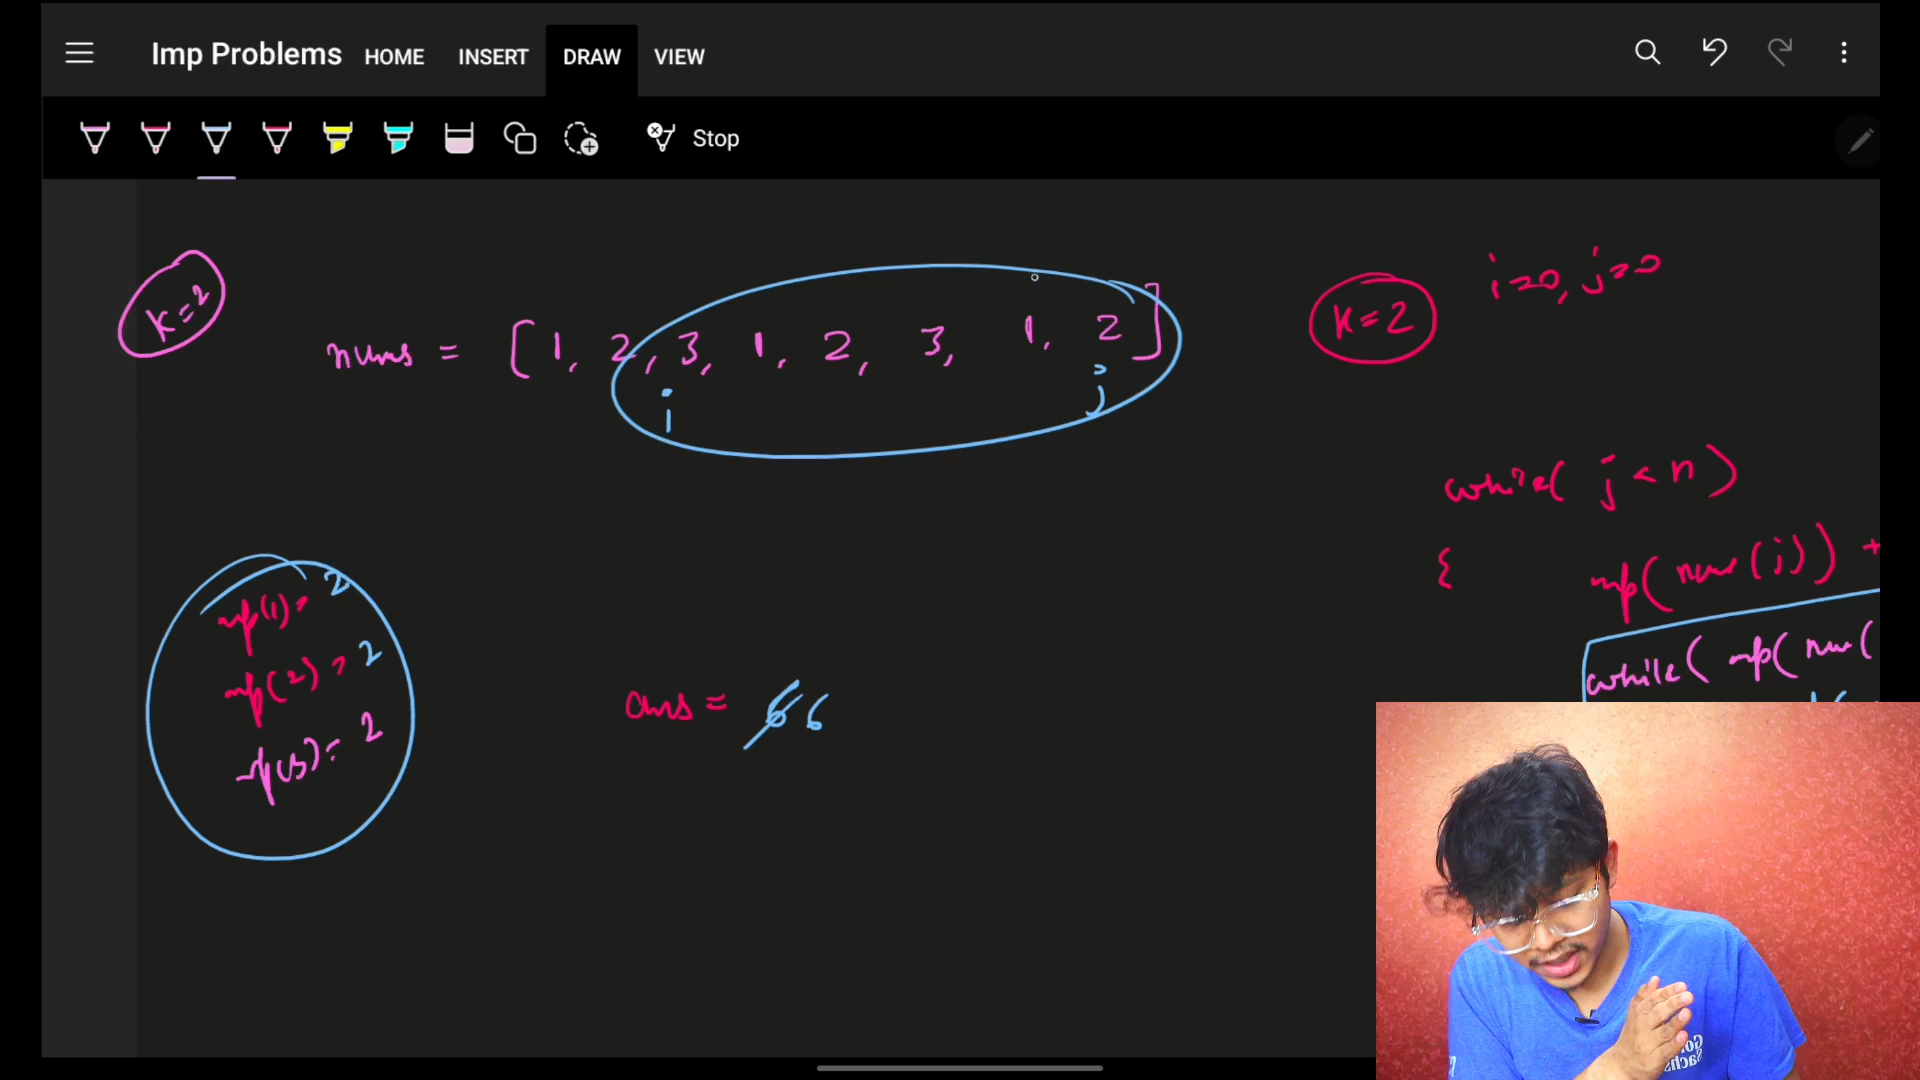 Imp Problems HOME INSERT DRAW VIEW
Stop
k=2
nums = [1, 2, 3, 1, 2, 3, 1, 2]
i j
K=2
i=0, j=0
while( j < n)
{
mp(nums(j)) +
while( mp( nums(
mp(1)= 2
mp(2)= 2
mp(3)= 2
ans = 6 6